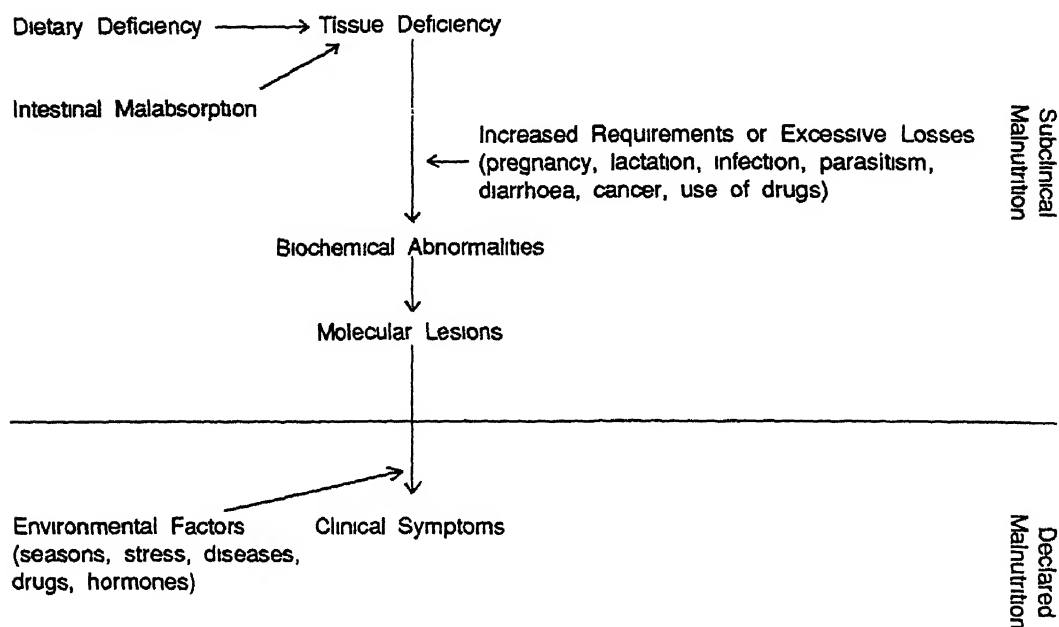 Dietary Deficiency
Tissue Deficiency
Intestinal Malabsorption
Increased Requirements or Excessive Losses
(pregnancy, lactation, infection, parasitism,
diarrhoea, cancer, use of drugs)
Subclinical
Malnutrition
Biochemical Abnormalities
Molecular Lesions
Environmental Factors
(seasons, stress, diseases,
drugs, hormones)
Clinical Symptoms
Declared
Malnutrition